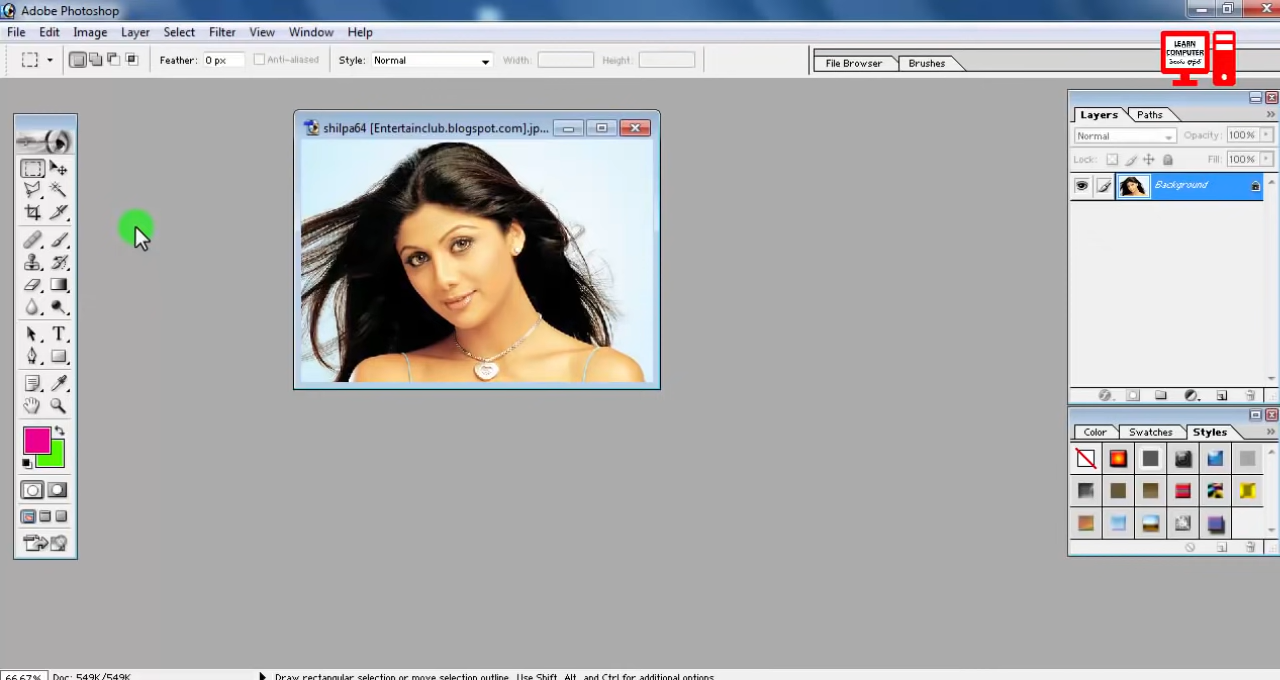 Adobe Photoshop
File Edit Image Layer Select Filter View Window Help
Feather: 0 px Anti-aliased Style: Normal Width: Height: File Browser Brushes
LEARN
COMPUTER
shilpa64 [Entertainclub.blogspot.com].jp...
Layers Paths
Normal Opacity: 100%
Lock: Fill: 100%
Background
T
Color Swatches Styles
66.67% Doc: 549K/549K Draw rectangular selection or move selection outline. Use Shift, Alt, and Ctrl for additional options.